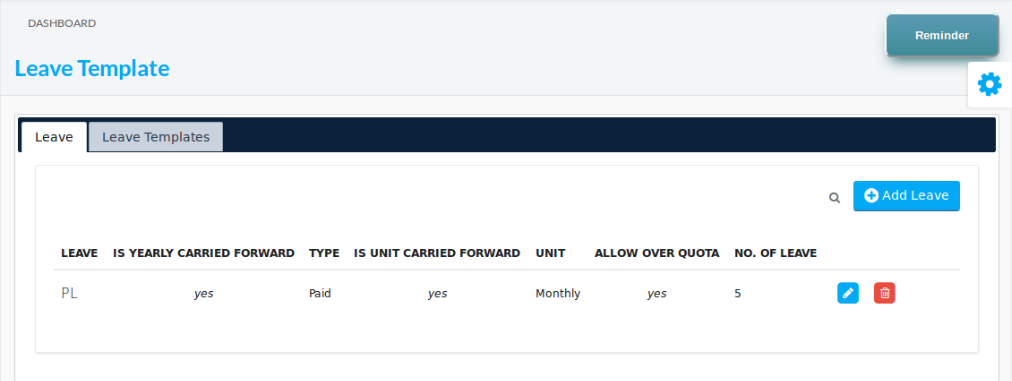 DASHBOARD
Reminder
Leave Template
Leave Leave Templates
Add Leave
LEAVE IS YEARLY CARRIED FORWARD TYPE IS UNIT CARRIED FORWARD UNIT ALLOW OVER QUOTA NO. OF LEAVE
PL yes Paid yes Monthly yes 5